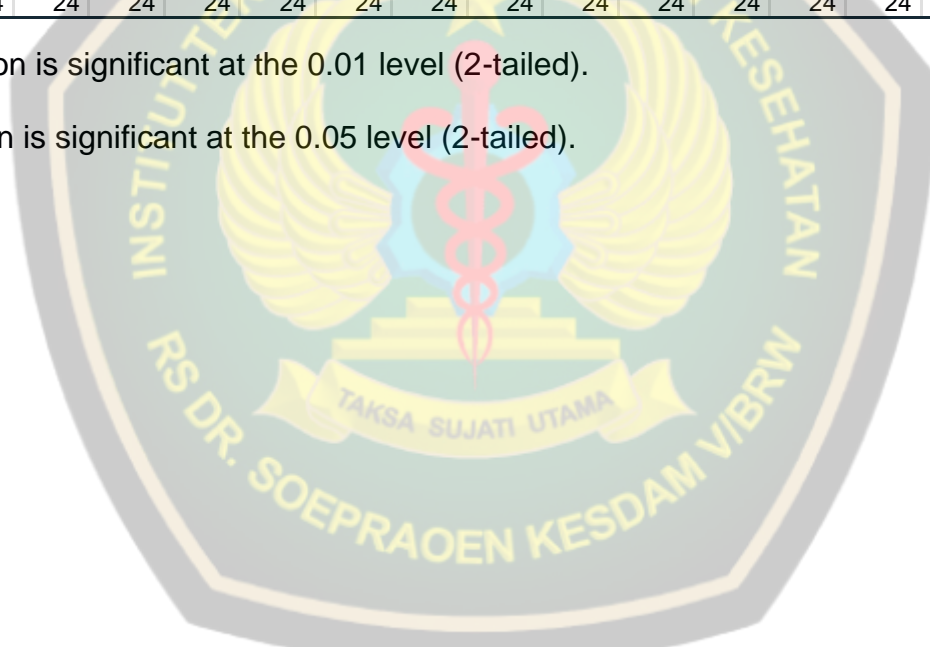 24 24 24 24 24 24 24 24 24 24 24 24
on is significant at the 0.01 level (2-tailed).
n is significant at the 0.05 level (2-tailed).
INSTITUT TE
KESEHATAN
TAKSA SUJATI UTAMA
RS DR. SOEPRAOEN KESDAM V/BRW